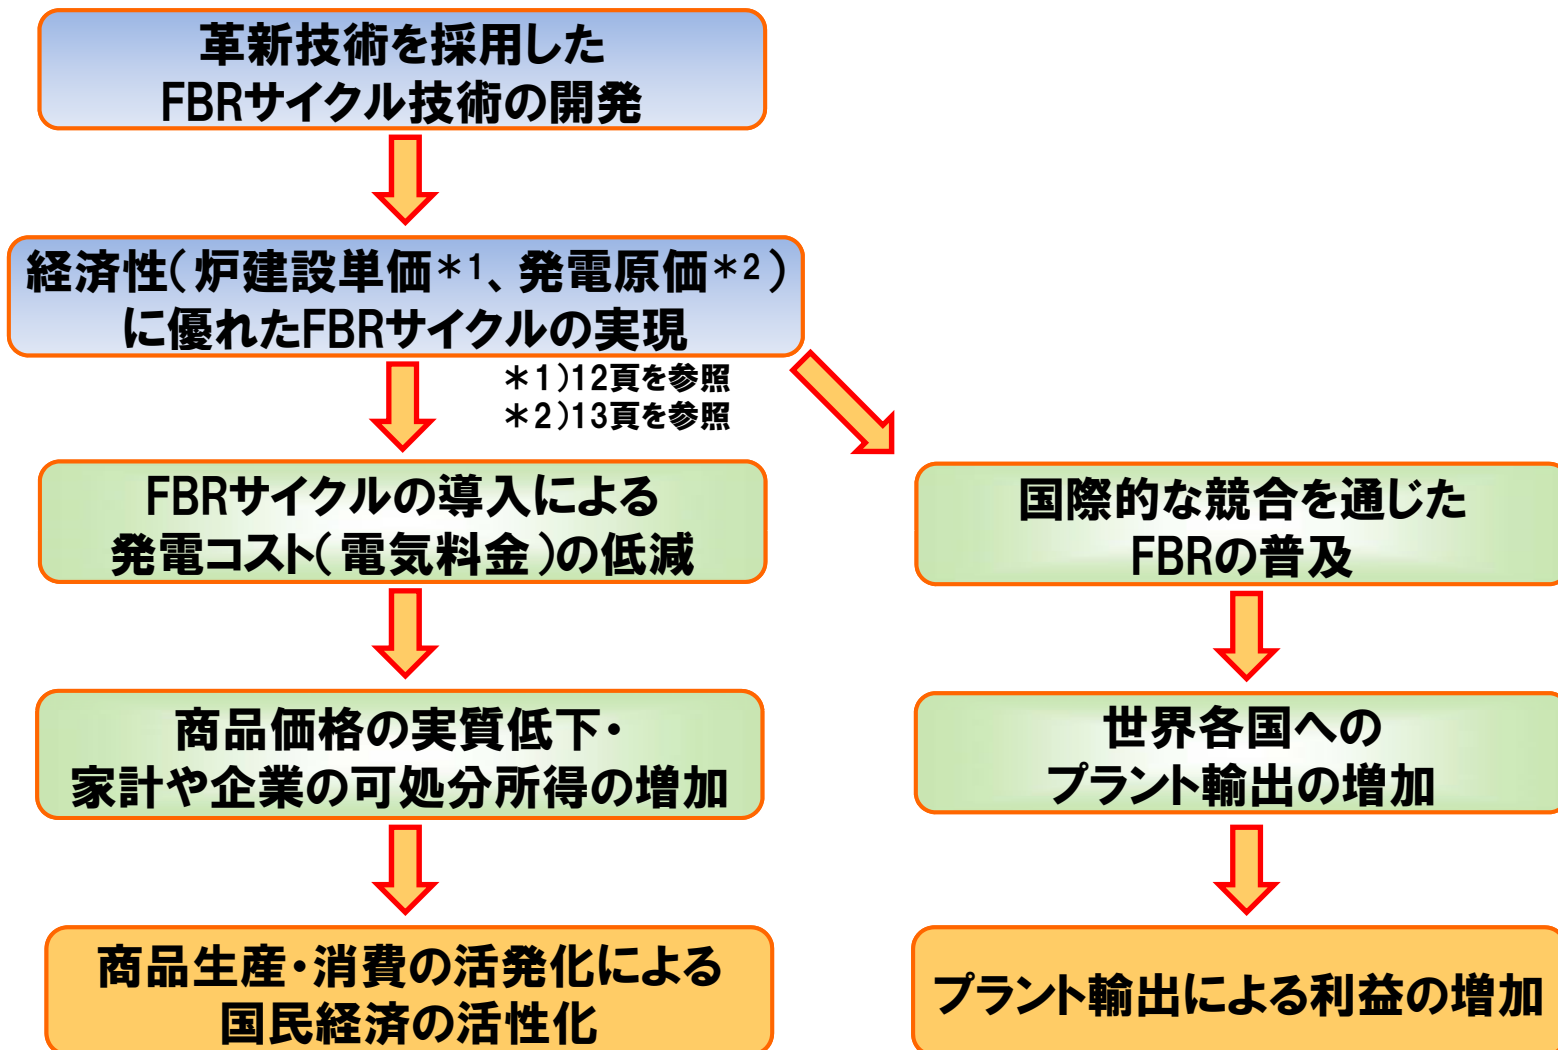 革新技術を採用した
FBRサイクル技術の開発
経済性(炉建設単価＊1、発電原価＊2)
に優れたFBRサイクルの実現
＊1)12頁を参照
＊2)13頁を参照
FBRサイクルの導入による
発電コスト(電気料金)の低減
国際的な競合を通じた
FBRの普及
商品価格の実質低下・
家計や企業の可処分所得の増加
世界各国への
プラント輸出の増加
商品生産・消費の活発化による
国民経済の活性化
プラント輸出による利益の増加